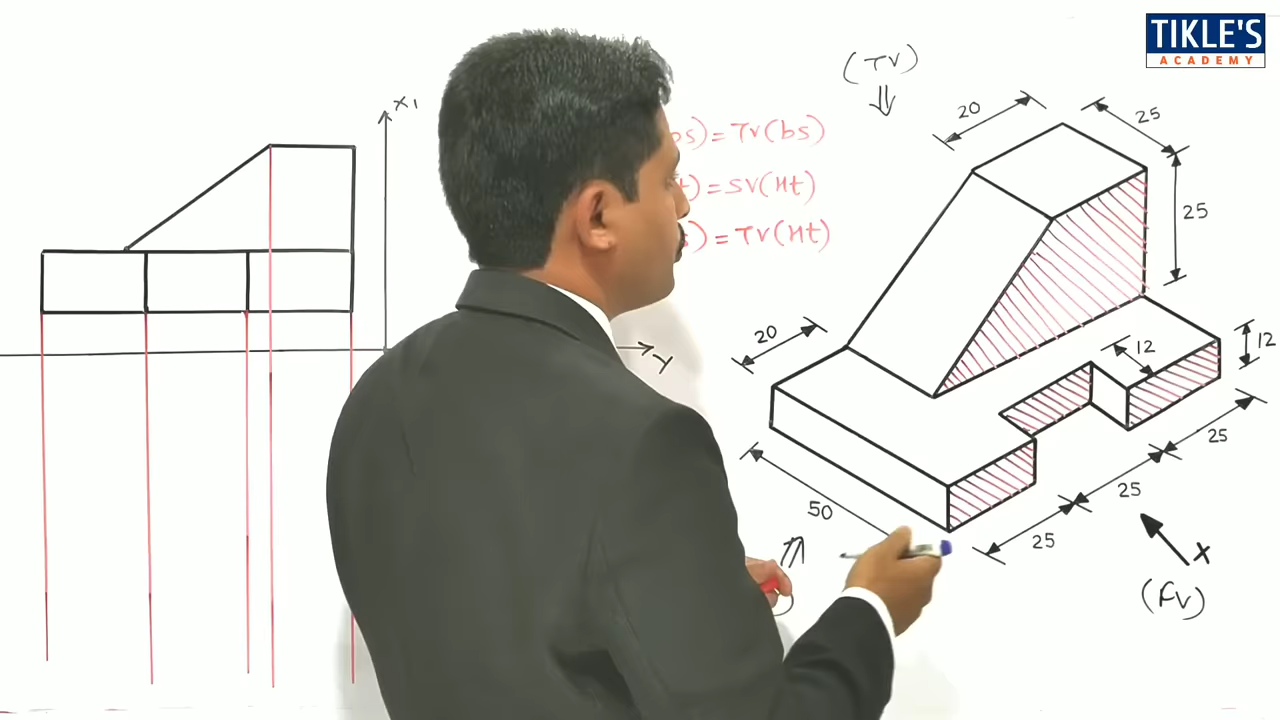 TIKLE'S
ACADEMY
X1
(TV)
s) = TV(bs)
t) = SV(Ht)
s) = TV(Ht)
20
25
25
20
12
12
50
25
25
25
X
(FV)